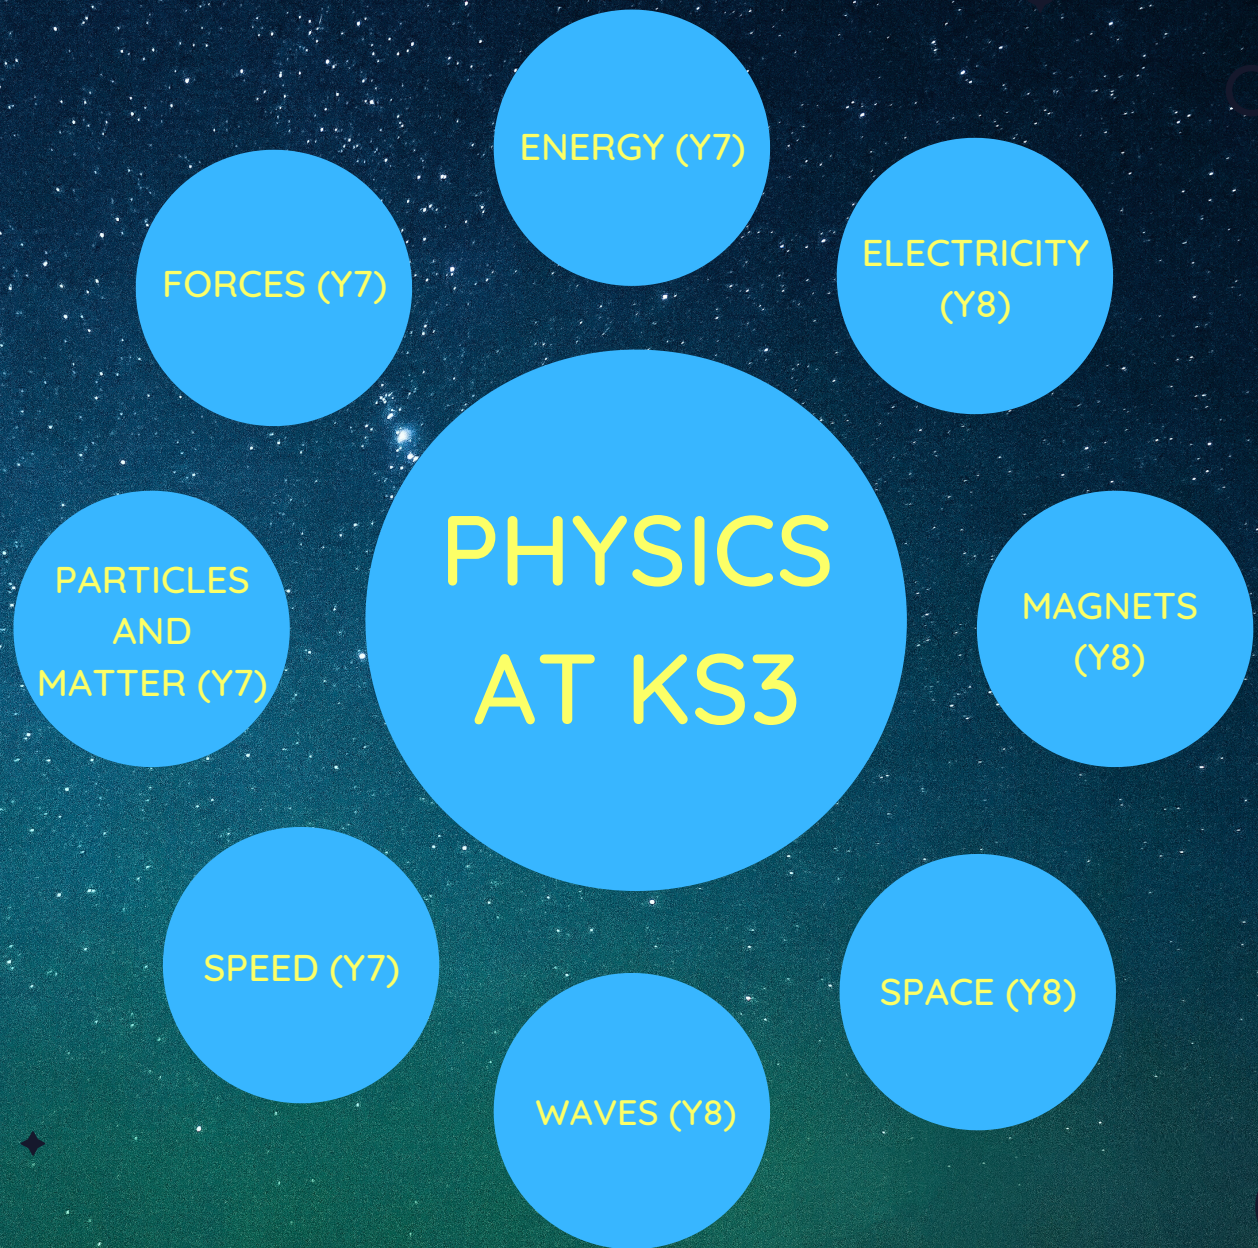 PHYSICS
AT KS3
ENERGY (Y7)
ELECTRICITY
(Y8)
MAGNETS
(Y8)
SPACE (Y8)
WAVES (Y8)
SPEED (Y7)
PARTICLES
AND
MATTER (Y7)
FORCES (Y7)